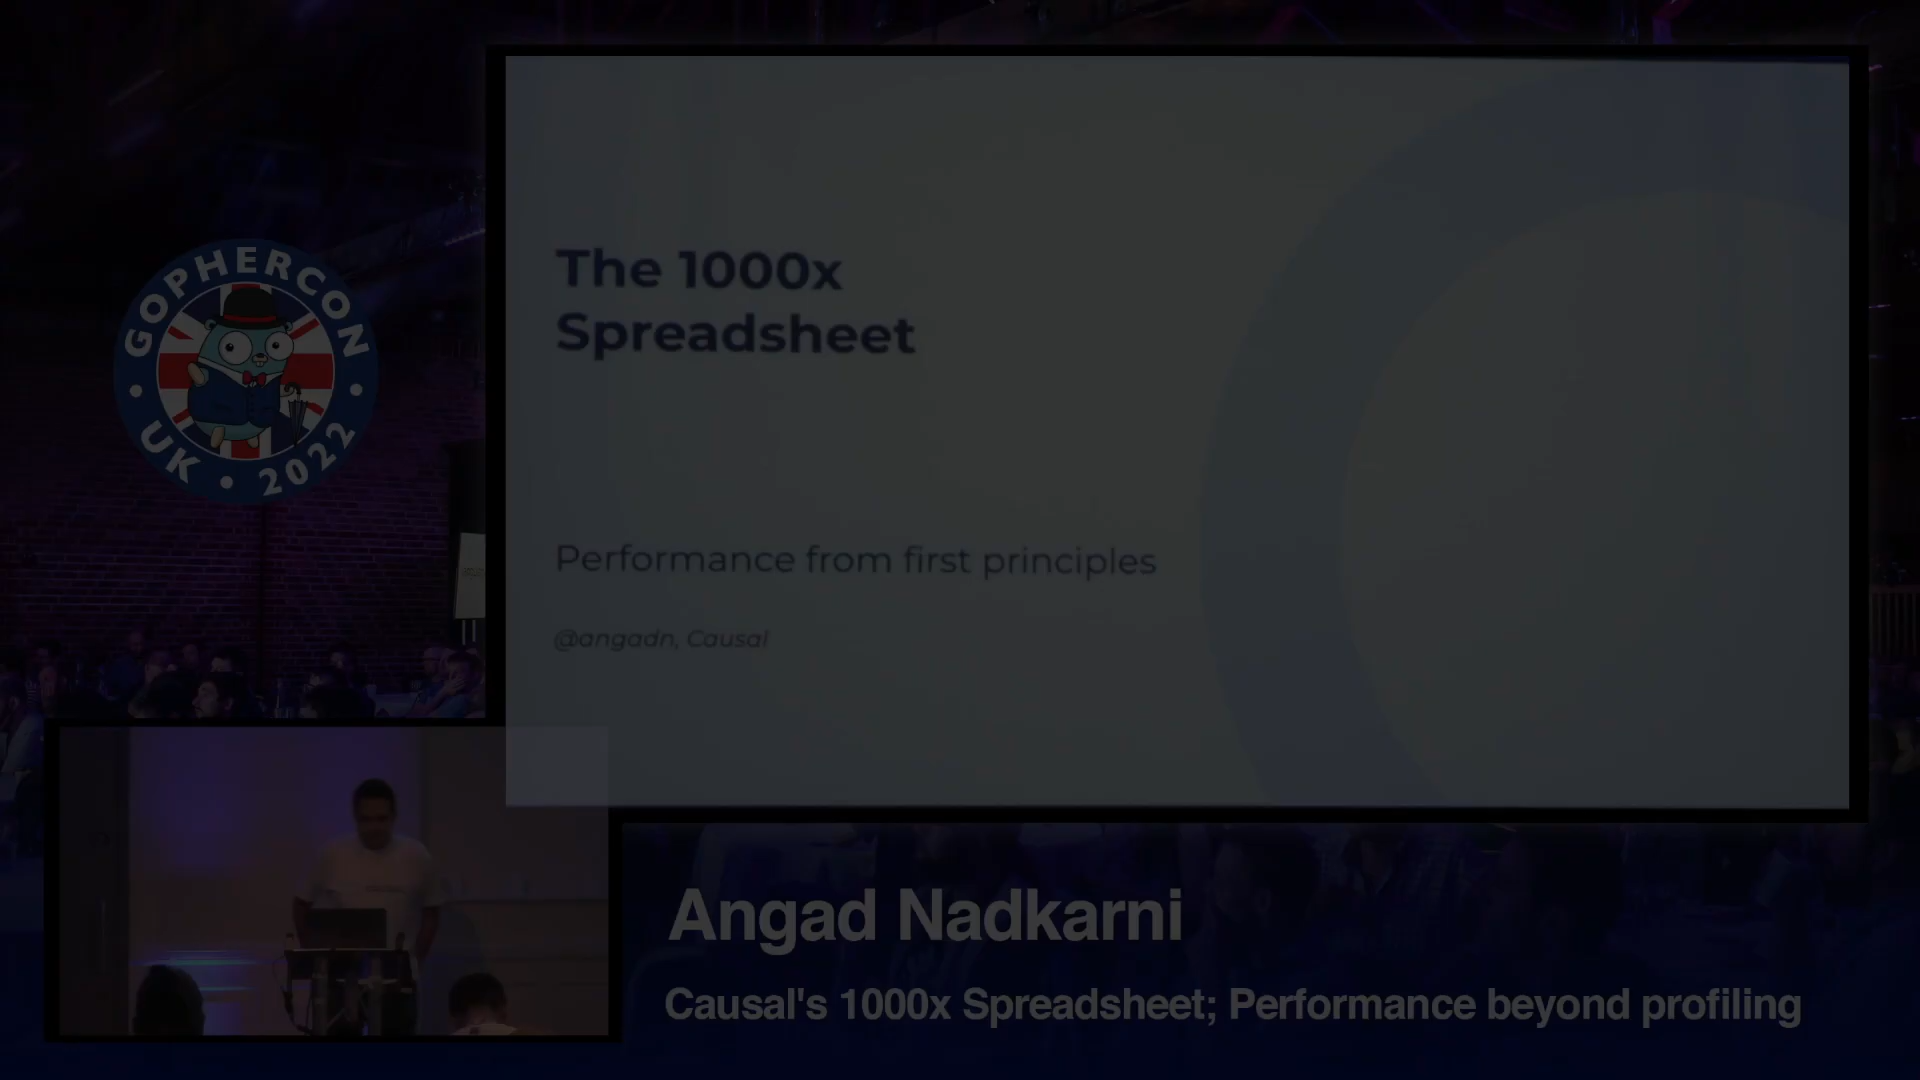 GOPHERCON
UK • 2022
The 1000x
Spreadsheet
Performance from first principles
@angadn, Causal
Angad Nadkarni
Causal's 1000x Spreadsheet; Performance beyond profiling